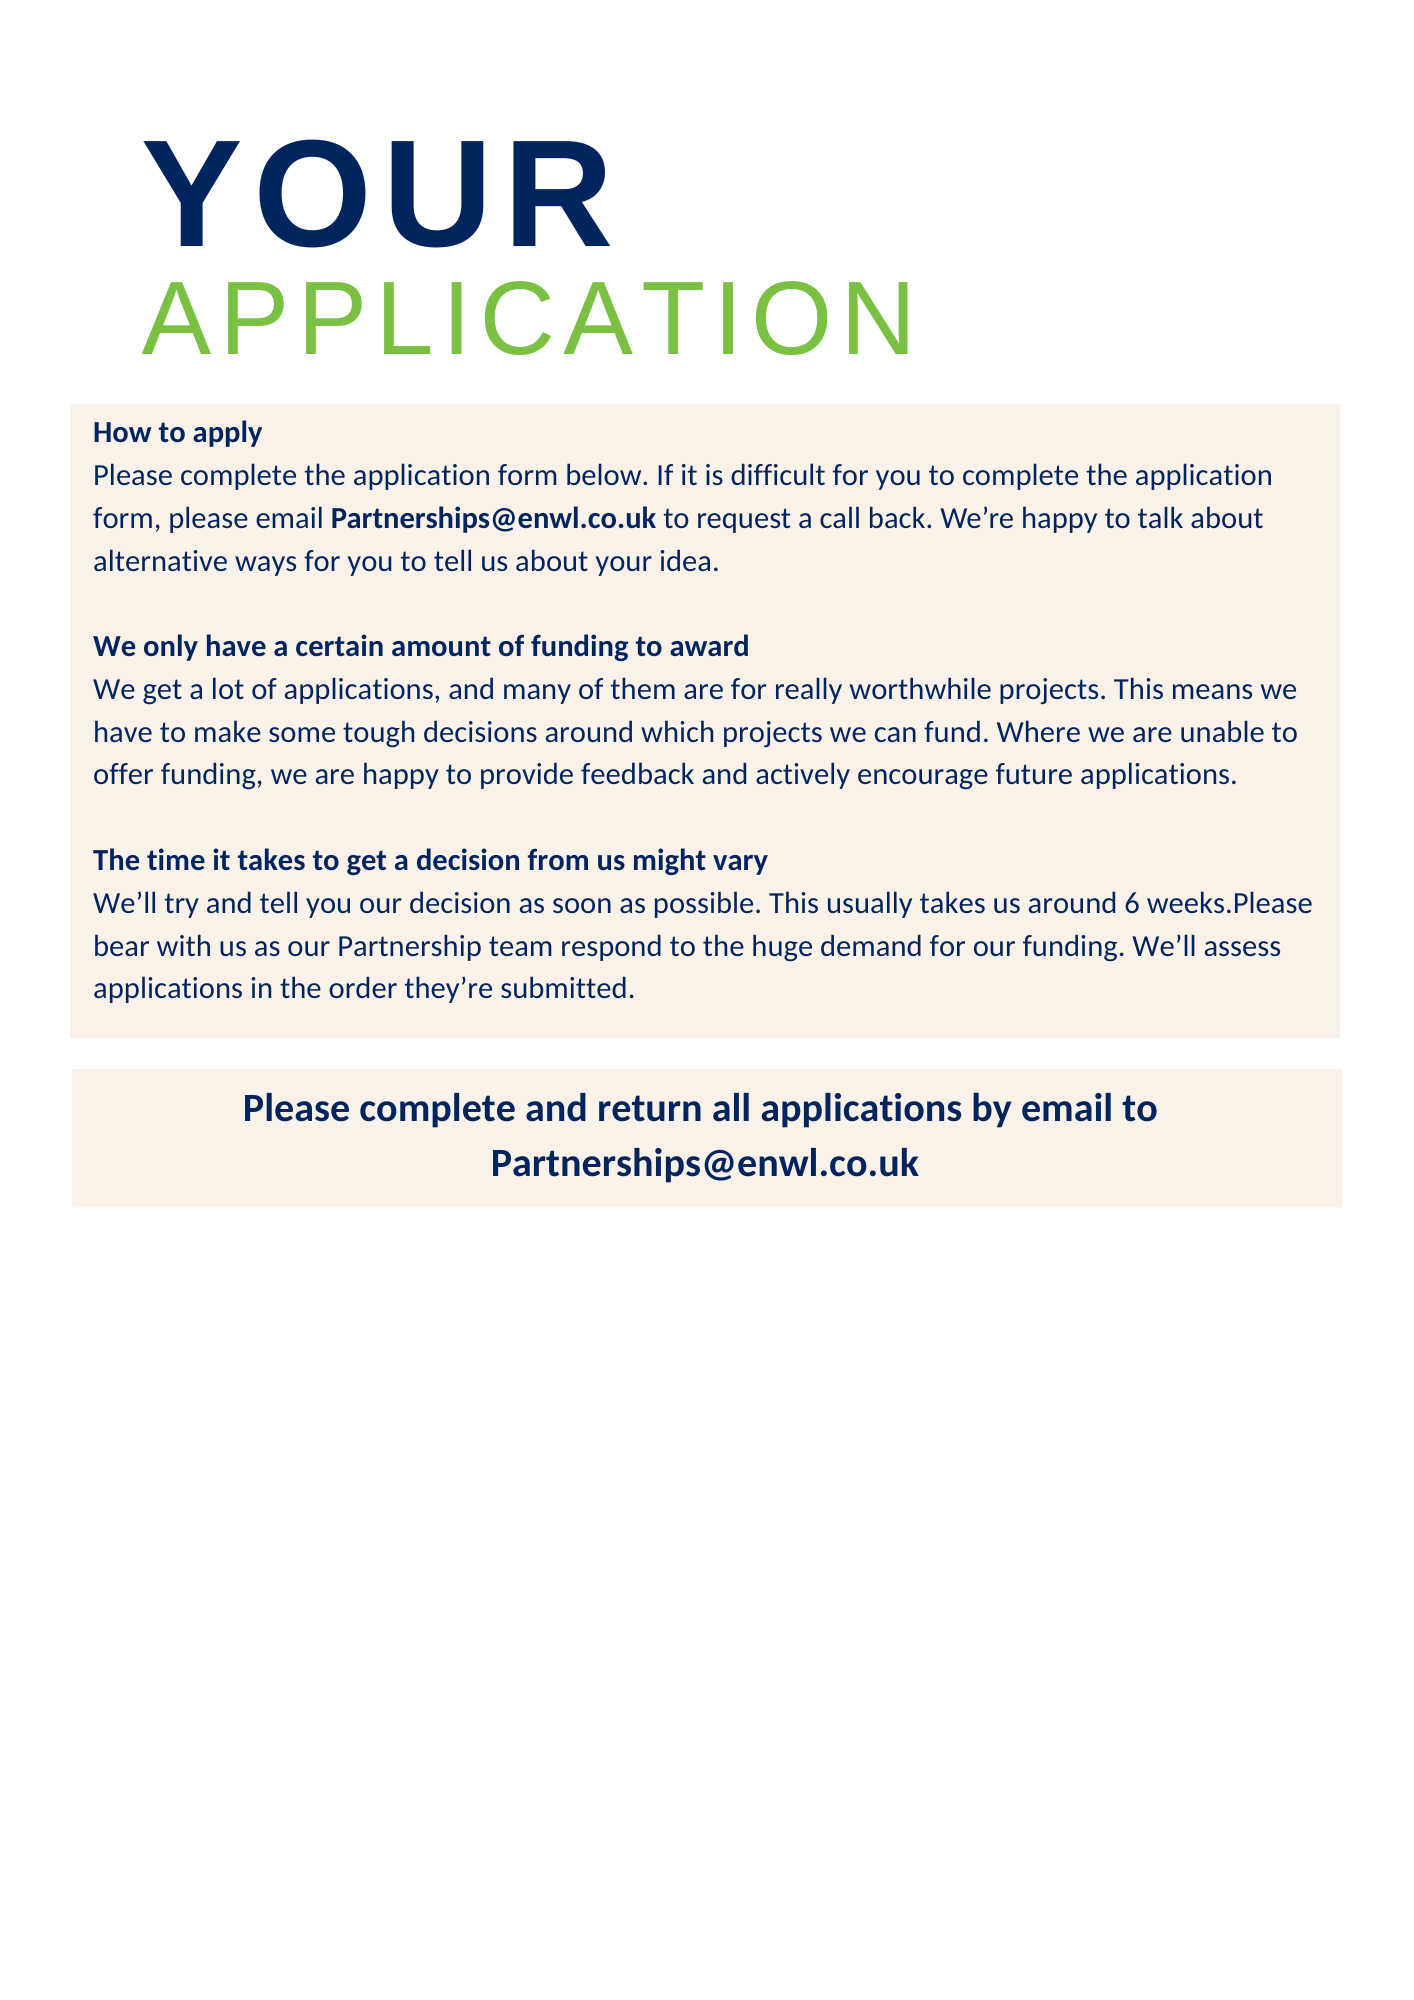 YOUR
APPLICATION
How to apply
Please complete the application form below. If it is difficult for you to complete the application
form, please email Partnerships@enwl.co.uk to request a call back. We’re happy to talk about
alternative ways for you to tell us about your idea.
We only have a certain amount of funding to award
We get a lot of applications, and many of them are for really worthwhile projects. This means we
have to make some tough decisions around which projects we can fund. Where we are unable to
offer funding, we are happy to provide feedback and actively encourage future applications.
The time it takes to get a decision from us might vary
We’ll try and tell you our decision as soon as possible. This usually takes us around 6 weeks.Please
bear with us as our Partnership team respond to the huge demand for our funding. We’ll assess
applications in the order they’re submitted.
Please complete and return all applications by email to
Partnerships@enwl.co.uk